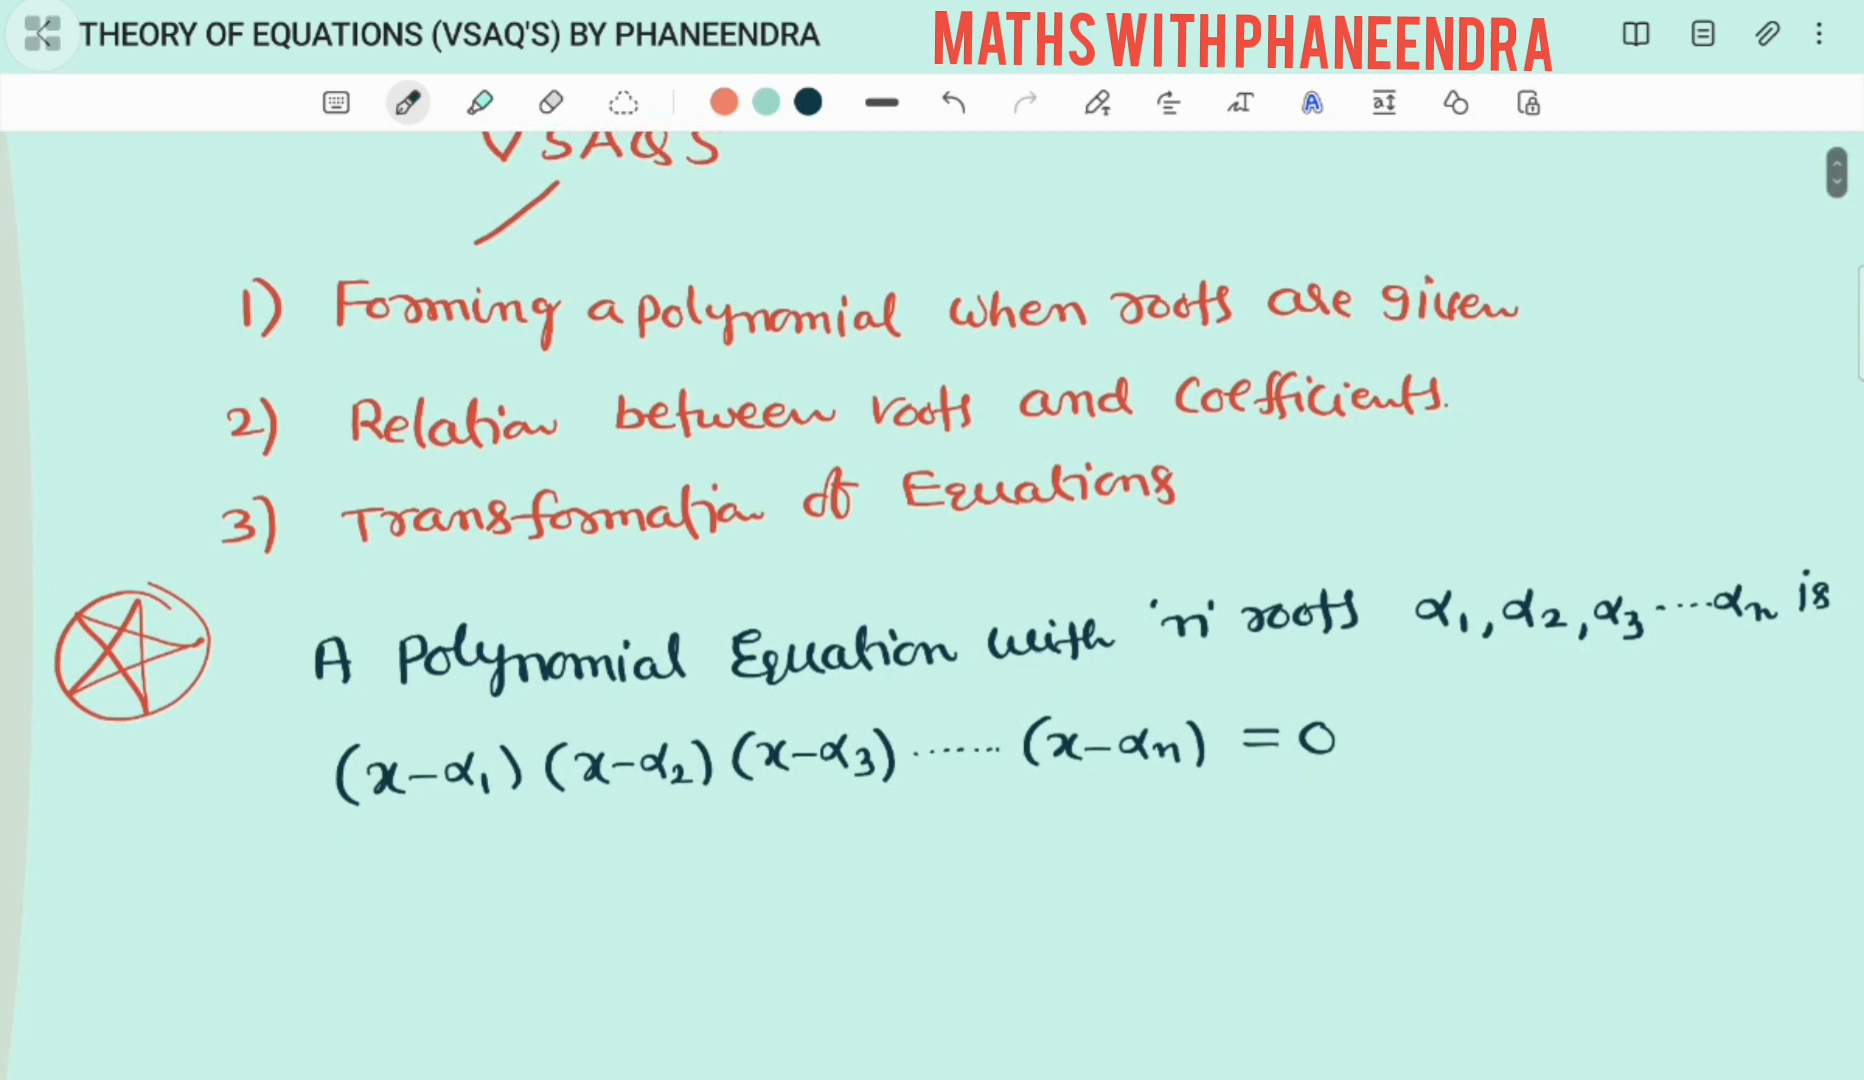 THEORY OF EQUATIONS (VSAQ'S) BY PHANEENDRA
MATHS WITH PHANEENDRA
VSAQ'S
1) Forming a polynomial when roots are given
2) Relation between roots and coefficients.
3) Transformation of Equations
A Polynomial Equation with 'n' roots α₁, α₂, α₃ ..... αₙ is
(x-α₁) (x-α₂) (x-α₃) ....... (x-αₙ) = 0